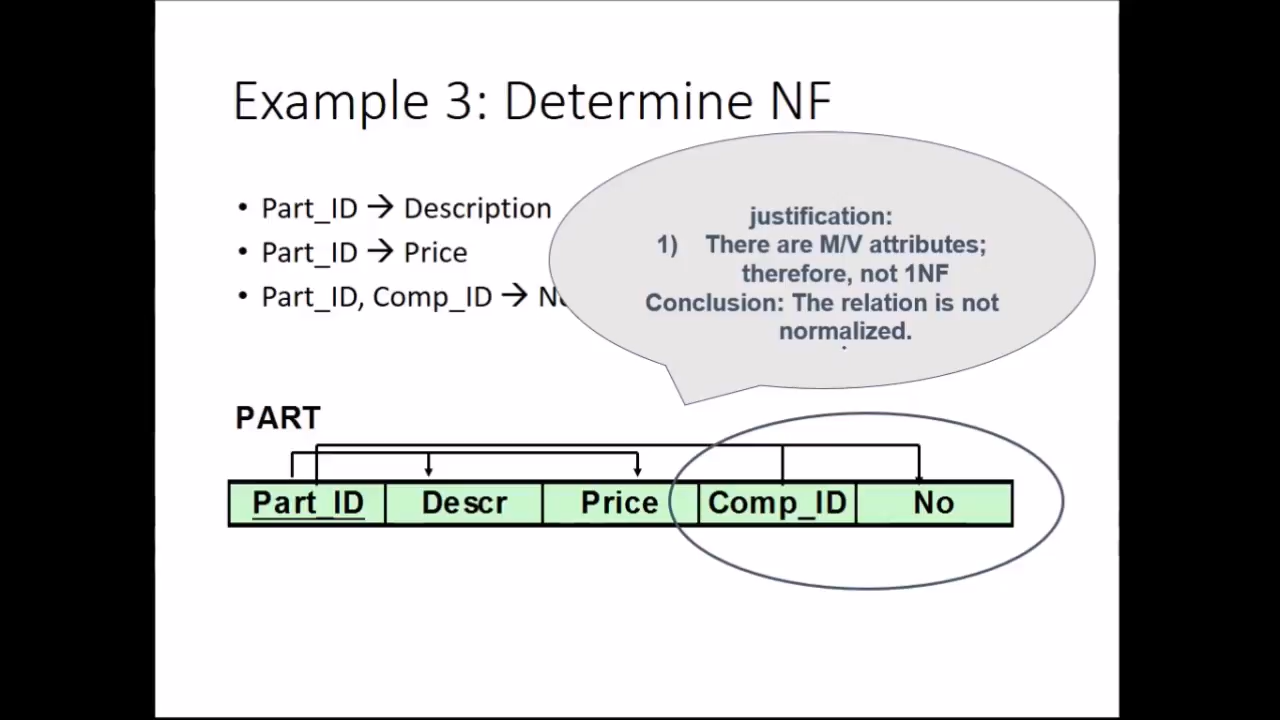 Example 3: Determine NF
• Part_ID → Description
• Part_ID → Price
• Part_ID, Comp_ID →
justification:
1) There are M/V attributes;
therefore, not 1NF
Conclusion: The relation is not
normalized.
PART
Part_ID Descr Price Comp_ID No